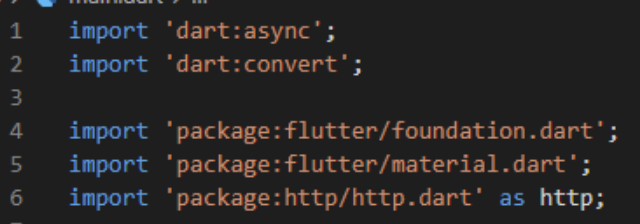 1 import 'dart:async';
2 import 'dart:convert';
3
4 import 'package:flutter/foundation.dart';
5 import 'package:flutter/material.dart';
6 import 'package:http/http.dart' as http;